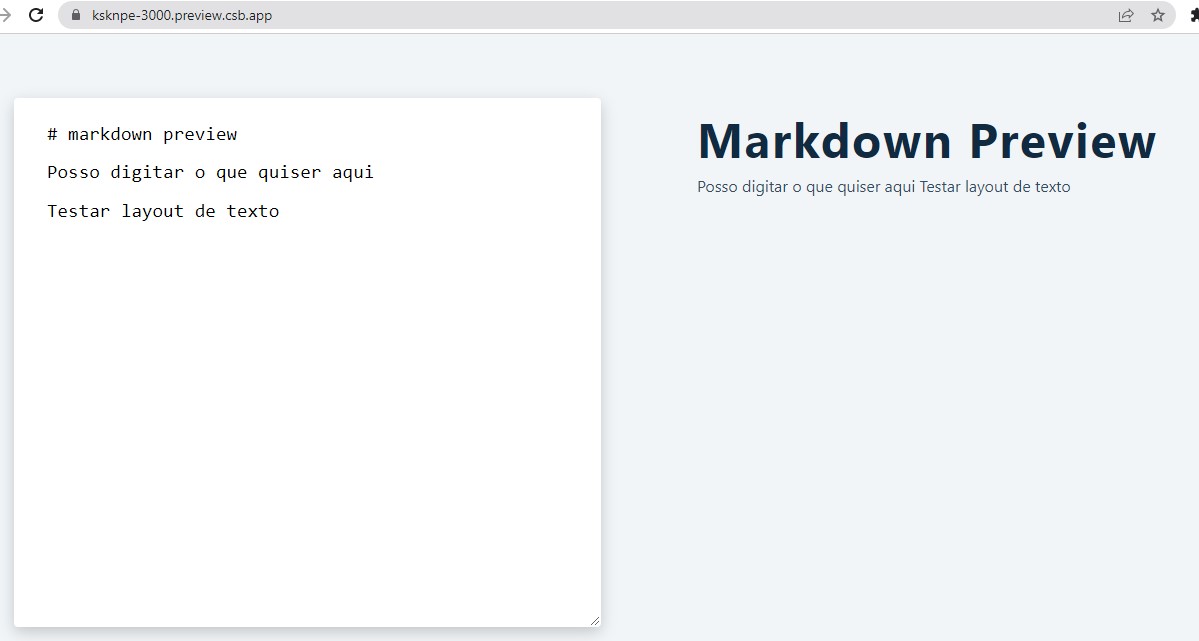 ksknpe-3000.preview.csb.app
# markdown preview
Posso digitar o que quiser aqui
Testar layout de texto
Markdown Preview
Posso digitar o que quiser aqui Testar layout de texto